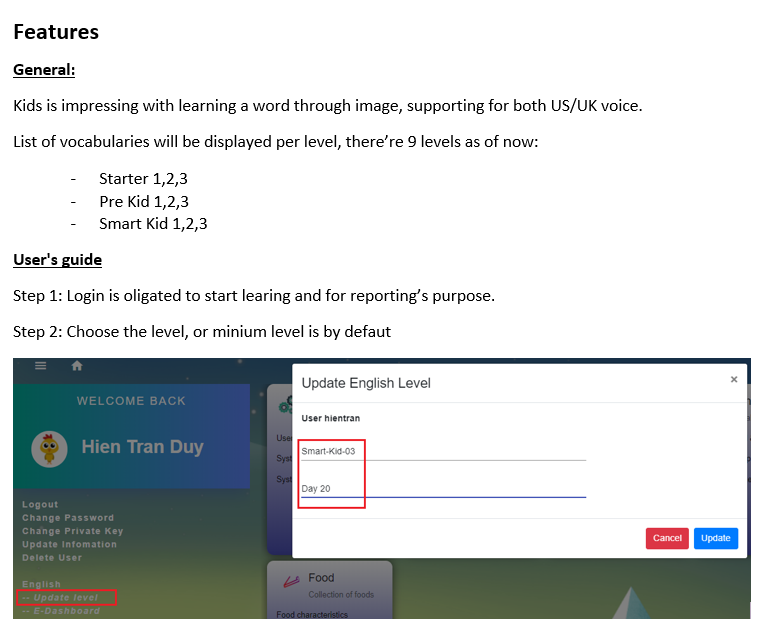 Features
General:
Kids is impressing with learning a word through image, supporting for both US/UK voice.
List of vocabularies will be displayed per level, there're 9 levels as of now:
- Starter 1,2,3
- Pre Kid 1,2,3
- Smart Kid 1,2,3
User's guide
Step 1: Login is oligated to start learing and for reporting's purpose.
Step 2: Choose the level, or minium level is by defaut
WELCOME BACK
Hien Tran Duy
Logout
Change Password
Change Private Key
Update Infomation
Delete User
English
-- Update level
-- E-Dashboard
Update English Level
×
User hientran
Smart-Kid-03
Day 20
Cancel
Update
Food
Collection of foods
Food characteristics